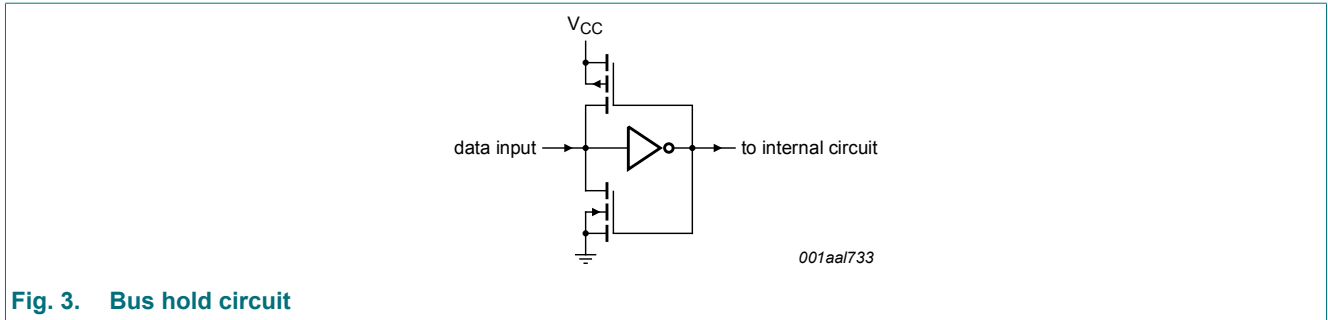 VCC
data input
to internal circuit
001aal733
Fig. 3. Bus hold circuit